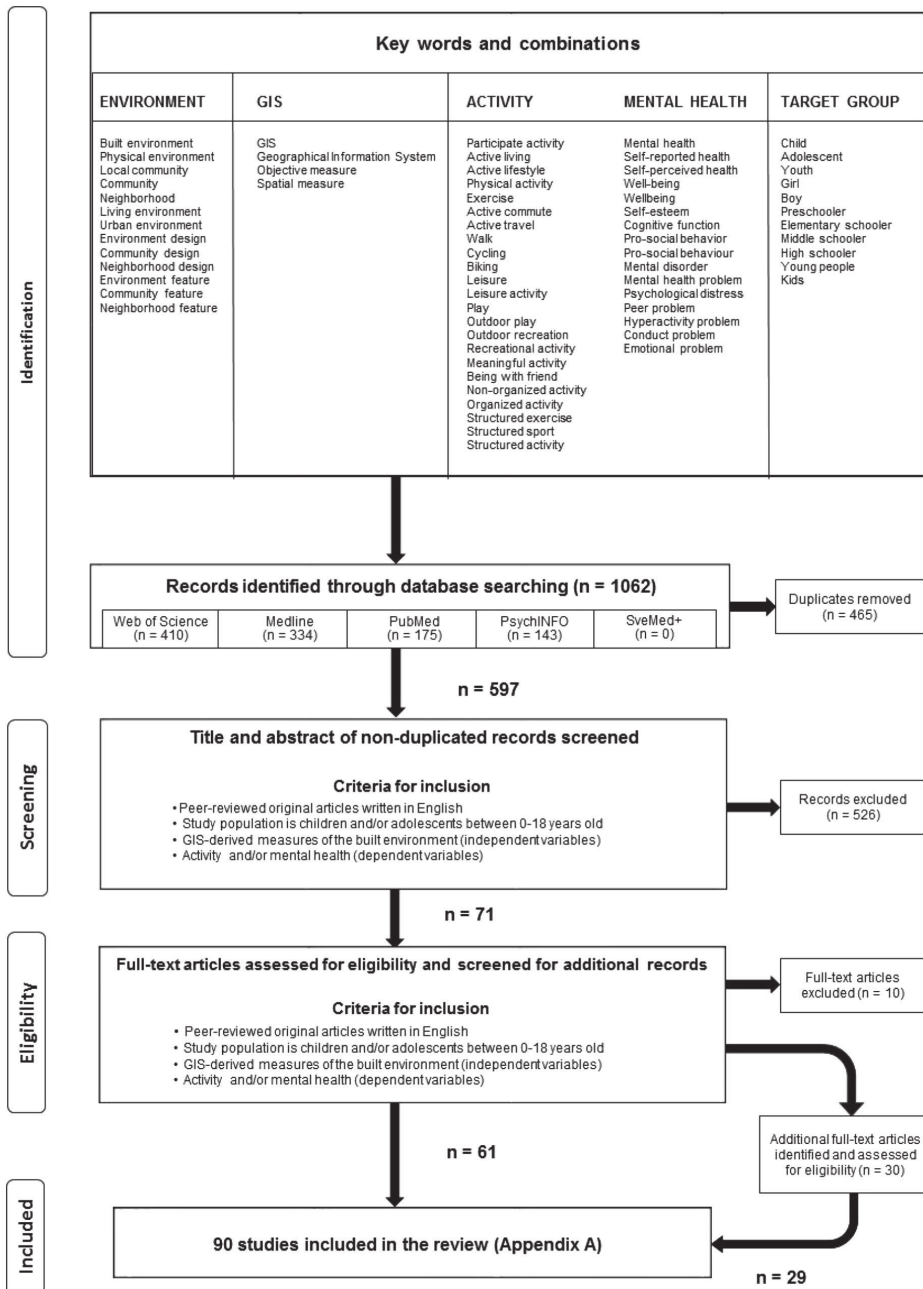 Identification
Key words and combinations
ENVIRONMENT
Built environment
Physical environment
Local community
Community
Neighborhood
Living environment
Urban environment
Environment design
Community design
Neighborhood design
Environment feature
Community feature
Neighborhood feature
GIS
GIS
Geographical Information System
Objective measure
Spatial measure
ACTIVITY
Participate activity
Active living
Active lifestyle
Physical activity
Exercise
Active commute
Active travel
Walk
Cycling
Biking
Leisure
Leisure activity
Play
Outdoor play
Outdoor recreation
Recreational activity
Meaningful activity
Being with friend
Non-organized activity
Organized activity
Structured exercise
Structured sport
Structured activity
MENTAL HEALTH
Mental health
Self-reported health
Self-perceived health
Well-being
Wellbeing
Self-esteem
Cognitive function
Pro-social behavior
Pro-social behaviour
Mental disorder
Mental health problem
Psychological distress
Peer problem
Hyperactivity problem
Conduct problem
Emotional problem
TARGET GROUP
Child
Adolescent
Youth
Girl
Boy
Preschooler
Elementary schooler
Middle schooler
High schooler
Young people
Kids
Records identified through database searching (n = 1062)
Web of Science
(n = 410)
Medline
(n = 334)
PubMed
(n = 175)
PsychINFO
(n = 143)
SveMed+
(n = 0)
Duplicates removed
(n = 465)
n = 597
Screening
Title and abstract of non-duplicated records screened
Criteria for inclusion
• Peer-reviewed original articles written in English
• Study population is children and/or adolescents between 0-18 years old
• GIS-derived measures of the built environment (independent variables)
• Activity and/or mental health (dependent variables)
Records excluded
(n = 526)
n = 71
Eligibility
Full-text articles assessed for eligibility and screened for additional records
Criteria for inclusion
• Peer-reviewed original articles written in English
• Study population is children and/or adolescents between 0-18 years old
• GIS-derived measures of the built environment (independent variables)
• Activity and/or mental health (dependent variables)
Full-text articles
excluded (n = 10)
Additional full-text articles
identified and assessed
for eligibility (n = 30)
n = 61
Included
90 studies included in the review (Appendix A)
n = 29